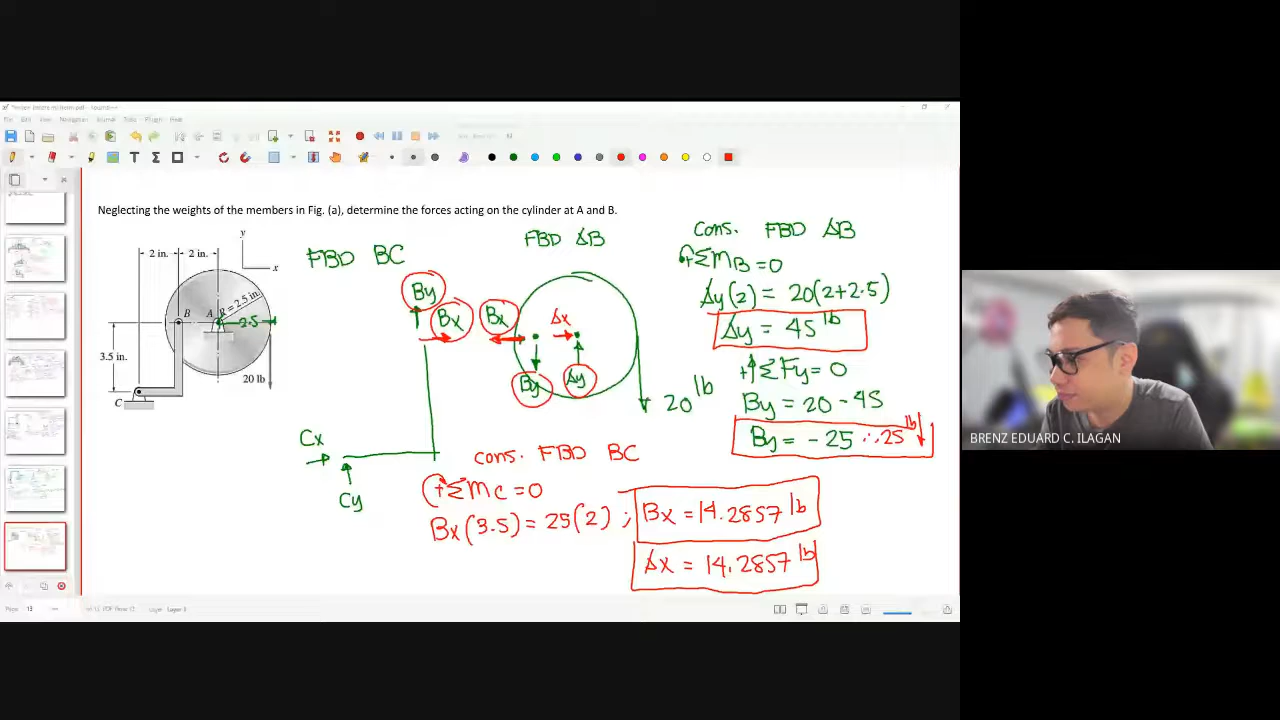 Neglecting the weights of the members in Fig. (a), determine the forces acting on the cylinder at A and B.
y
x
2 in.
2 in.
B
A
R = 2.5 in.
2.5
3.5 in.
20 lb
C
FBD BC
By
Bx
Cx
Cy
FBD AB
Bx
Ax
By
Ay
20 lb
cons. FBD AB
+ΣMB = 0
Ay(2) = 20(2+2.5)
Ay = 45 lb
+↑ΣFy = 0
By = 20 - 45
By = - 25 ∴ 25 lb ↓
cons. FBD BC
+ΣMC = 0
Bx(3.5) = 25(2) ; Bx = 14.2857 lb
Ax = 14.2857 lb
BRENZ EDUARD C. ILAGAN